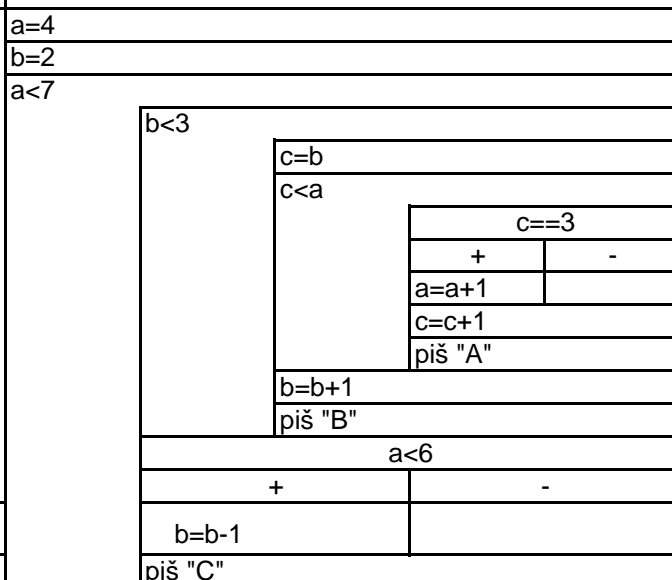 a=4
b=2
a<7
b<3
c=b
c<a
c==3
+ -
a=a+1
c=c+1
piš "A"
b=b+1
piš "B"
a<6
+ -
b=b-1
piš "C"